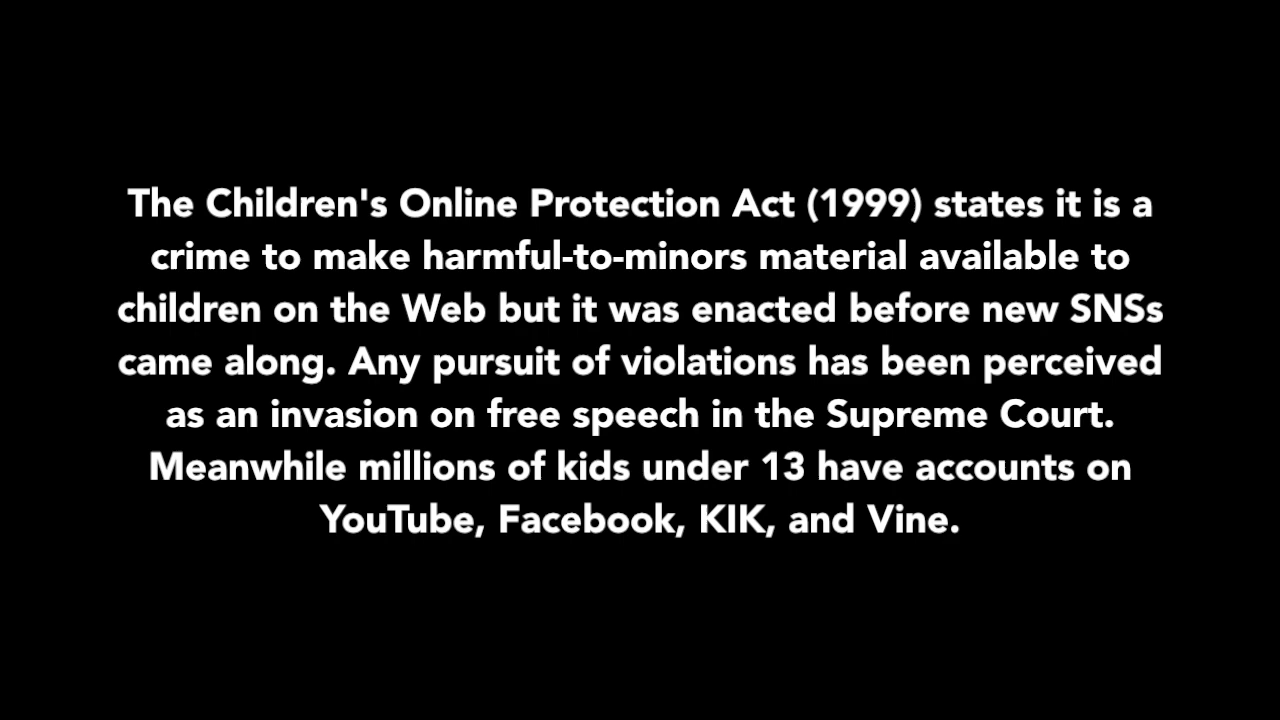 The Children's Online Protection Act (1999) states it is a
crime to make harmful-to-minors material available to
children on the Web but it was enacted before new SNSs
came along. Any pursuit of violations has been perceived
as an invasion on free speech in the Supreme Court.
Meanwhile millions of kids under 13 have accounts on
YouTube, Facebook, KIK, and Vine.